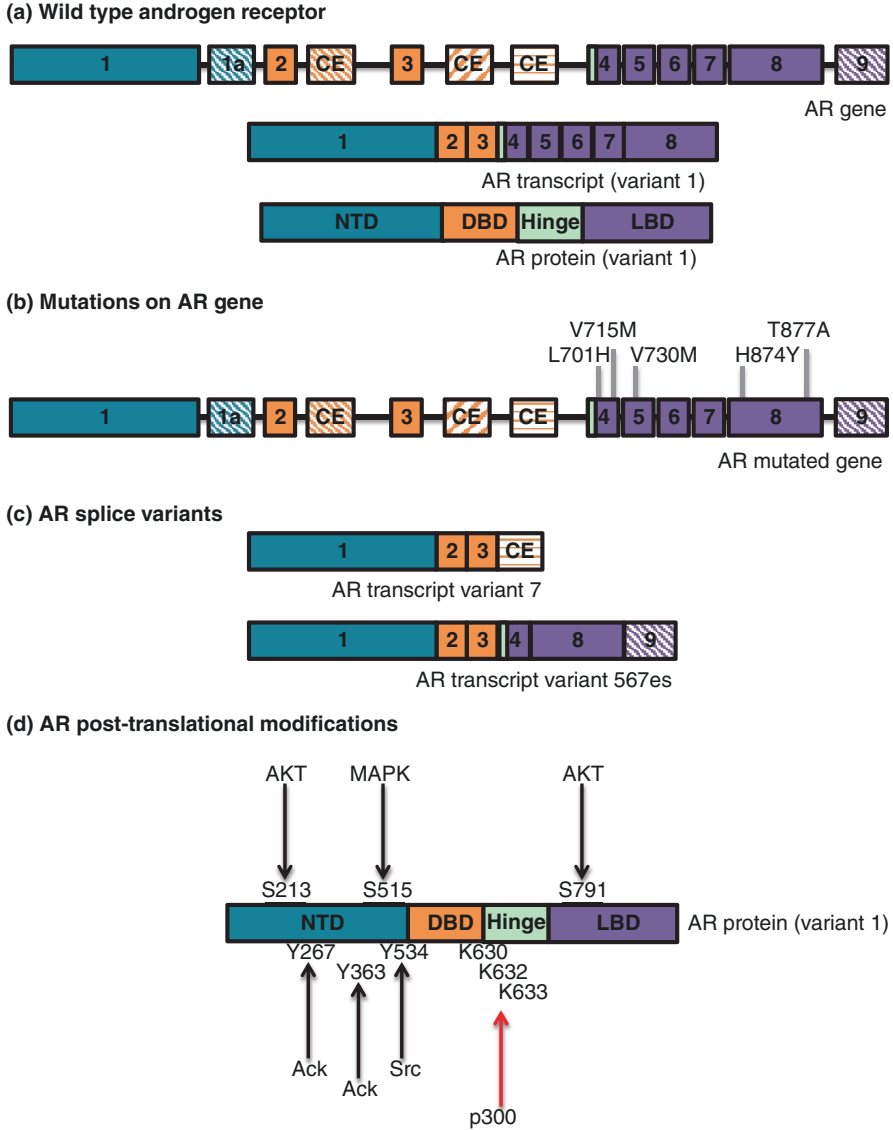 (a) Wild type androgen receptor
1 1a 2 CE 3 CE CE 4 5 6 7 8 9
AR gene
1 2 3 4 5 6 7 8
AR transcript (variant 1)
NTD DBD Hinge LBD
AR protein (variant 1)
(b) Mutations on AR gene
V715M T877A
L701H V730M H874Y
1 1a 2 CE 3 CE CE 4 5 6 7 8 9
AR mutated gene
(c) AR splice variants
1 2 3 CE
AR transcript variant 7
1 2 3 4 8 9
AR transcript variant 567es
(d) AR post-translational modifications
AKT MAPK AKT
S213 S515 S791
NTD DBD Hinge LBD AR protein (variant 1)
Y267 Y534 K630
Y363 K632
K633
Ack Src
Ack
p300